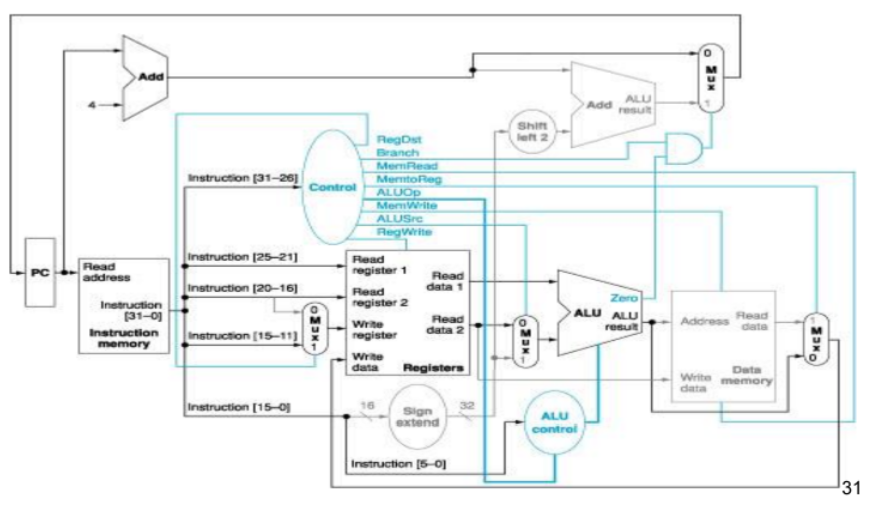 Add
4
Shift
left 2
Add
ALU
result
0
M
u
x
1
RegDst
Branch
MemRead
MemtoReg
ALUOp
MemWrite
ALUSrc
RegWrite
Control
Instruction [31–26]
Instruction [25–21]
Instruction [20–16]
Instruction [15–11]
Instruction [15–0]
Instruction [5–0]
PC
Read
address
Instruction
[31–0]
Instruction
memory
0
M
u
x
1
Read
register 1
Read
register 2
Write
register
Write
data
Read
data 1
Read
data 2
Registers
0
M
u
x
1
Zero
ALU
ALU
result
Address
Read
data
Write
data
Data
memory
1
M
u
x
0
16
Sign
extend
32
ALU
control
31